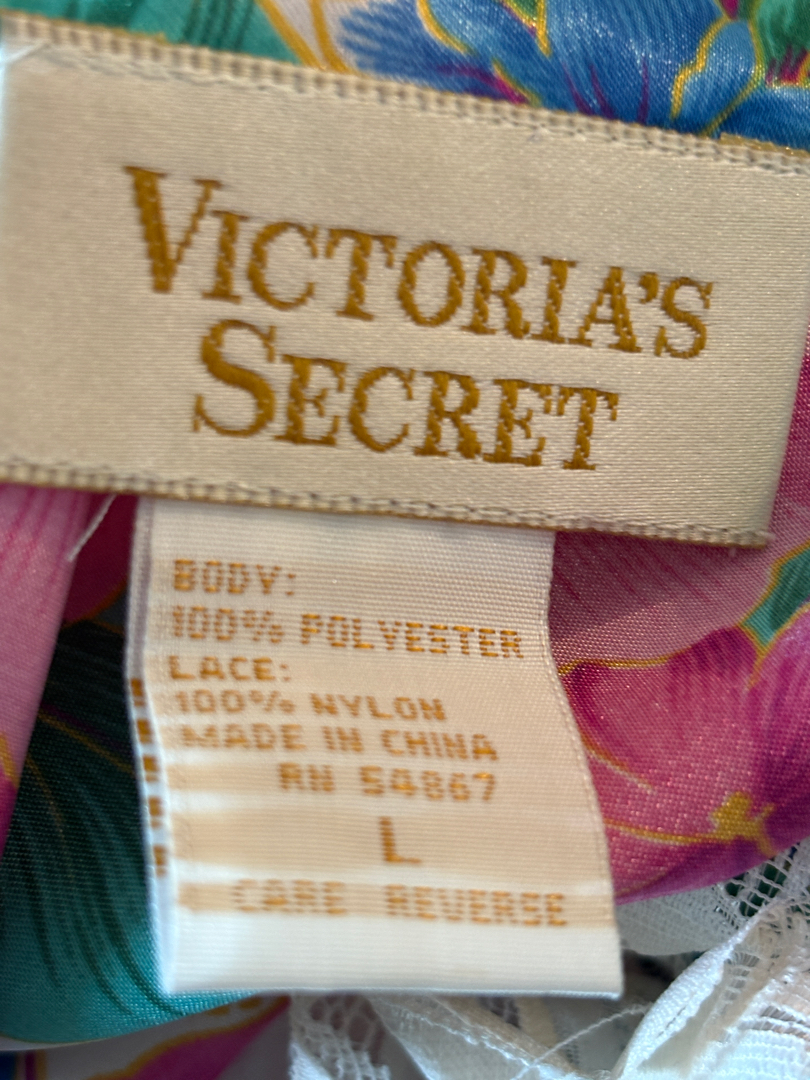 VICTORIA'S
SECRET
BODY:
100% POLYESTER
LACE:
100% NYLON
MADE IN CHINA
RN 54867
L
CARE REVERSE